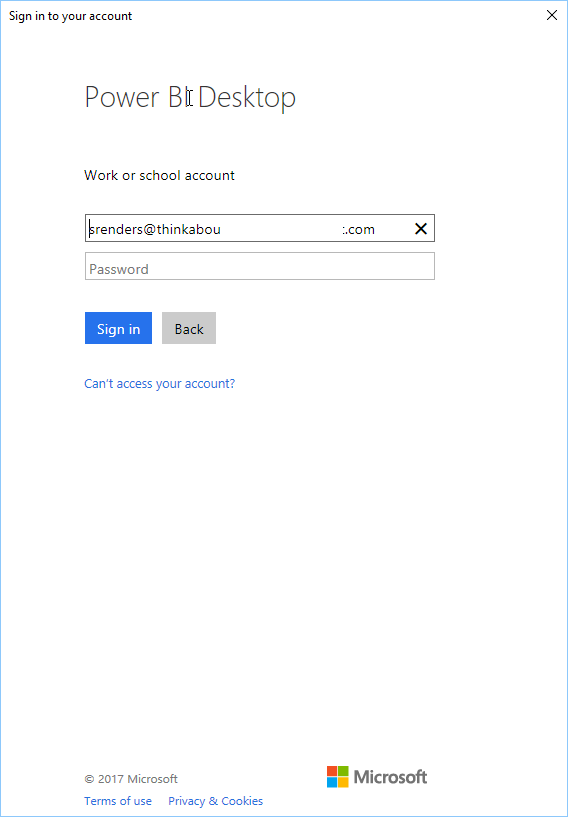 Sign in to your account
Power BI Desktop
Work or school account
srenders@thinkabou t.com
Password
Sign in Back
Can't access your account?
© 2017 Microsoft
Microsoft
Terms of use Privacy & Cookies